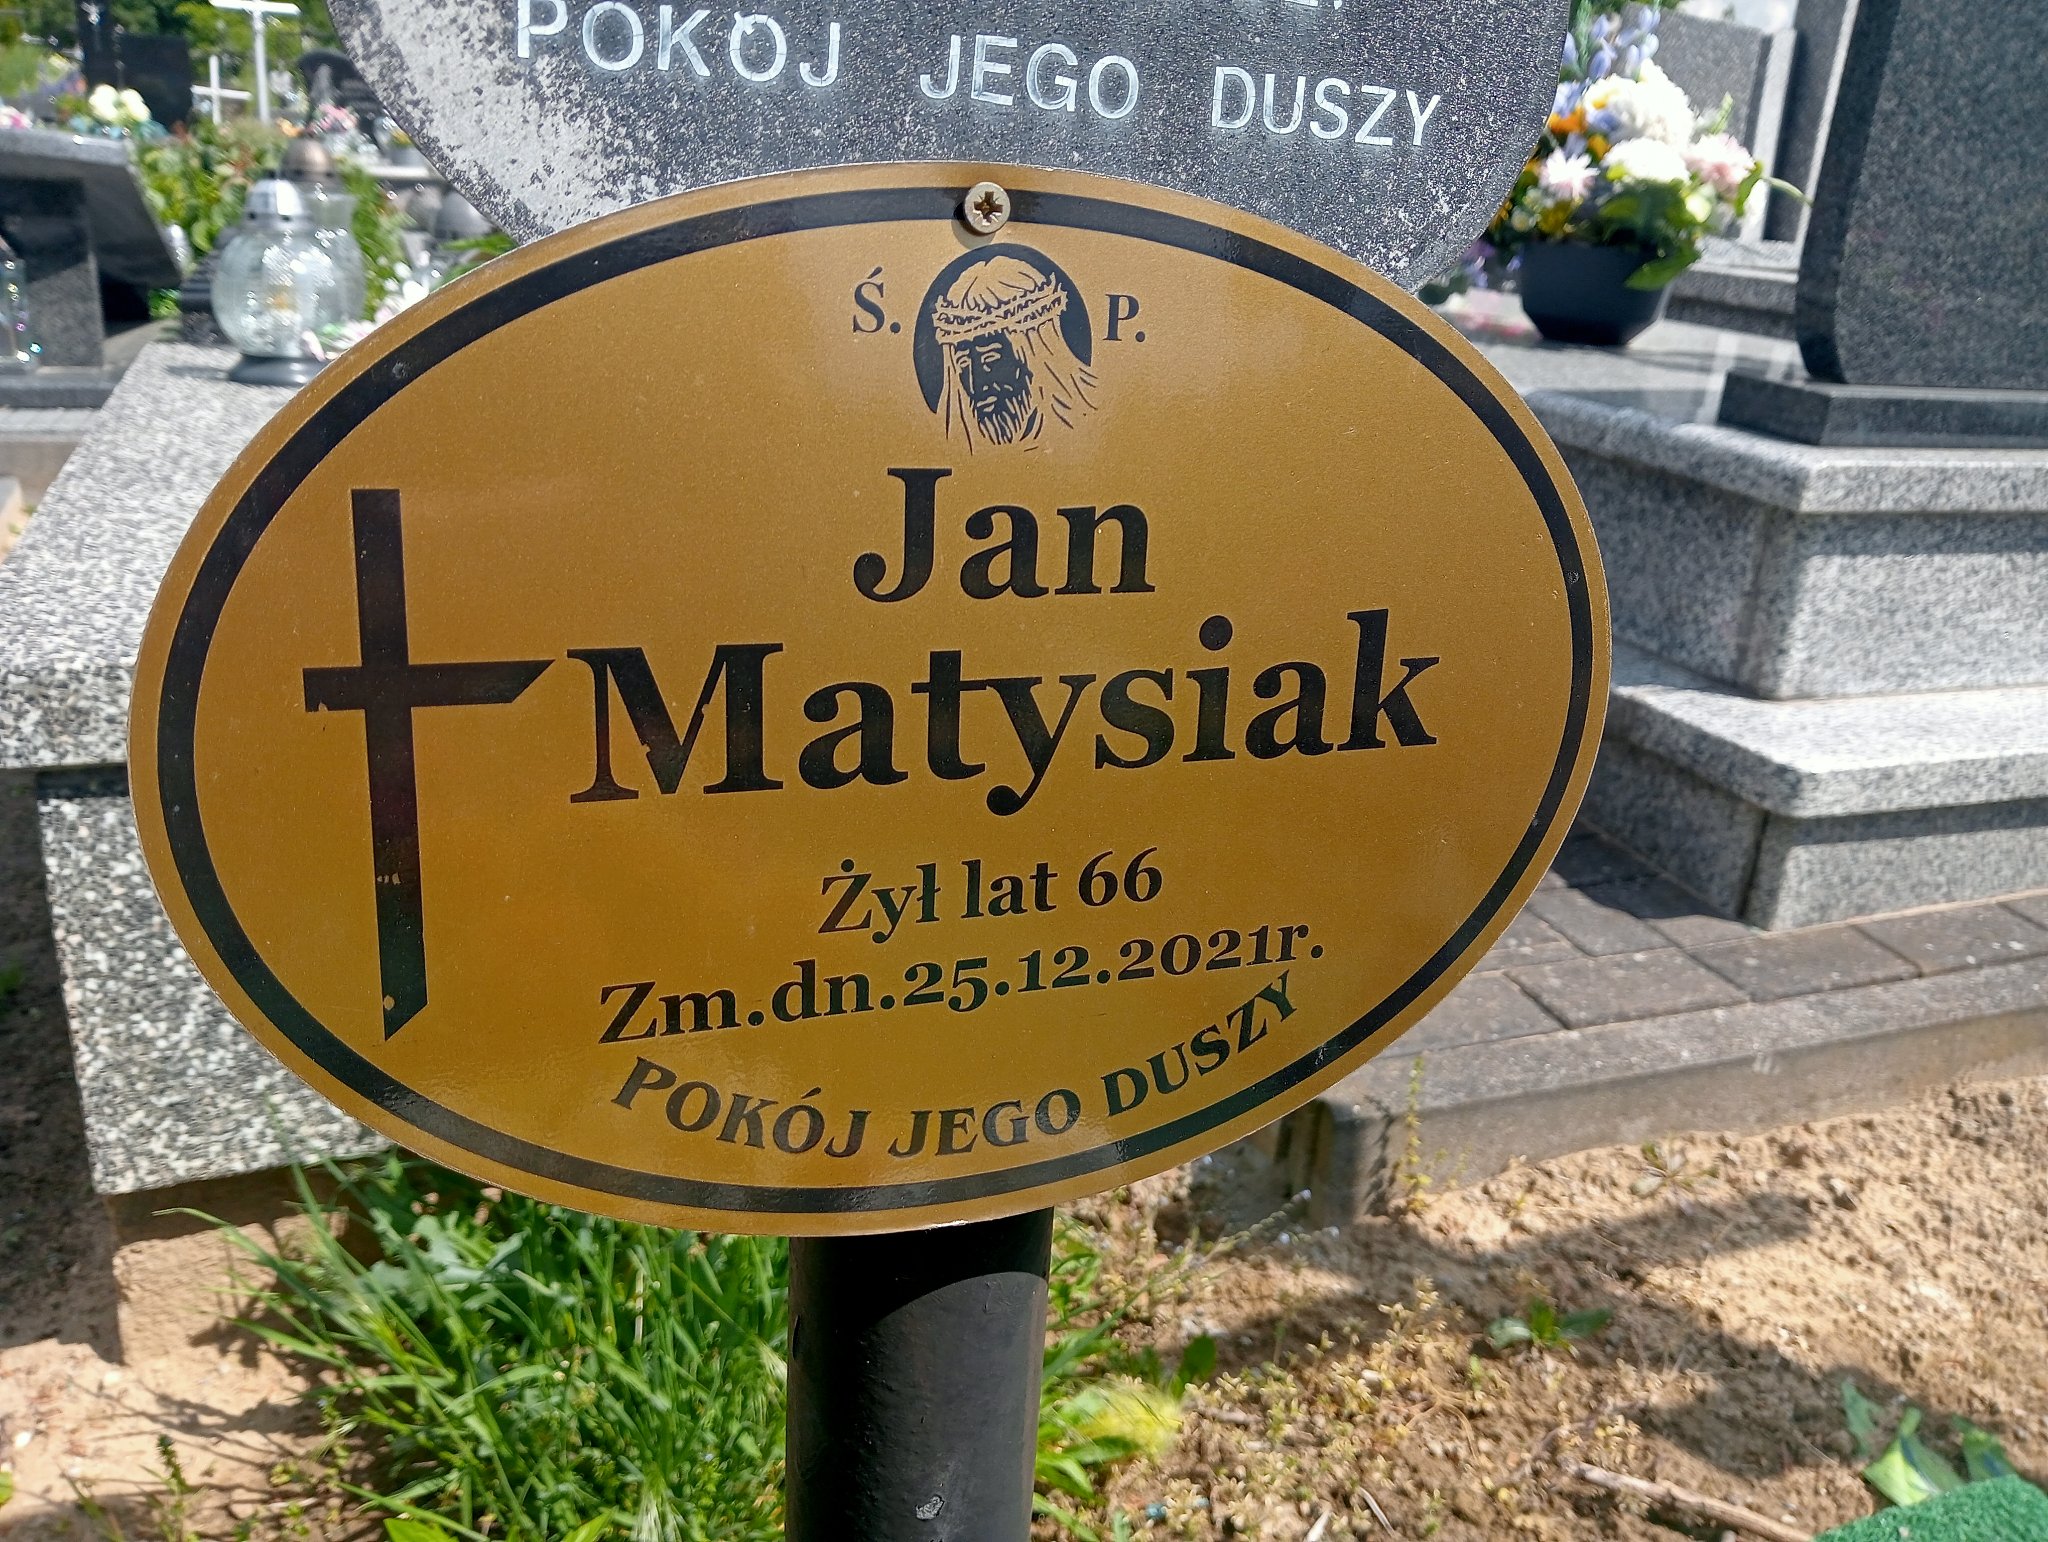 POKÓJ JEGO DUSZY
Ś. P.
Jan
Matysiak
Żył lat 66
Zm.dn.25.12.2021r.
POKÓJ JEGO DUSZY